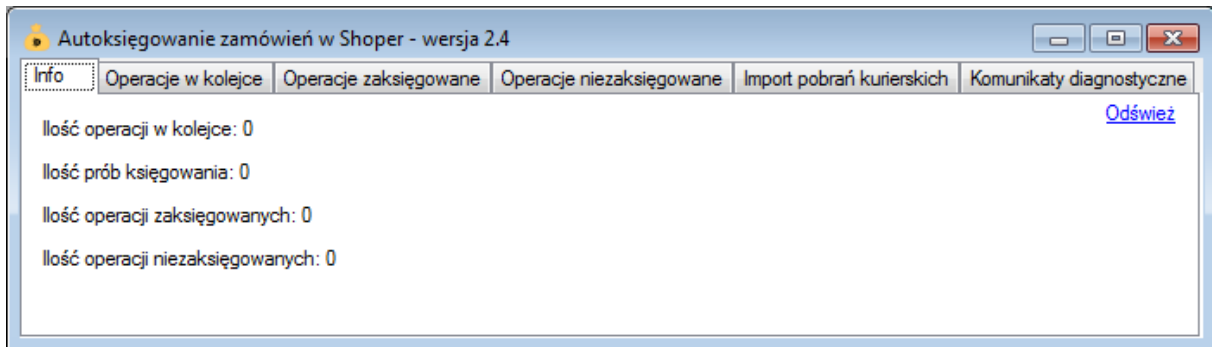 Autoksięgowanie zamówień w Shoper - wersja 2.4
Info Operacje w kolejce Operacje zaksięgowane Operacje niezaksięgowane Import pobrań kurierskich Komunikaty diagnostyczne
Odśwież
Ilość operacji w kolejce: 0
Ilość prób księgowania: 0
Ilość operacji zaksięgowanych: 0
Ilość operacji niezaksięgowanych: 0